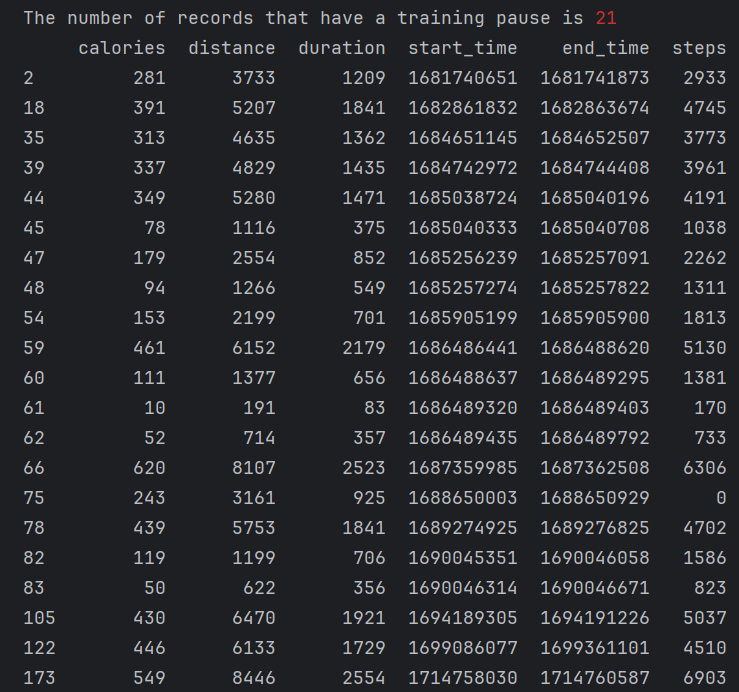 The number of records that have a training pause is 21
calories distance duration start_time end_time steps
2 281 3733 1209 1681740651 1681741873 2933
18 391 5207 1841 1682861832 1682863674 4745
35 313 4635 1362 1684651145 1684652507 3773
39 337 4829 1435 1684742972 1684744408 3961
44 349 5280 1471 1685038724 1685040196 4191
45 78 1116 375 1685040333 1685040708 1038
47 179 2554 852 1685256239 1685257091 2262
48 94 1266 549 1685257274 1685257822 1311
54 153 2199 701 1685905199 1685905900 1813
59 461 6152 2179 1686486441 1686488620 5130
60 111 1377 656 1686488637 1686489295 1381
61 10 191 83 1686489320 1686489403 170
62 52 714 357 1686489435 1686489792 733
66 620 8107 2523 1687359985 1687362508 6306
75 243 3161 925 1688650003 1688650929 0
78 439 5753 1841 1689274925 1689276825 4702
82 119 1199 706 1690045351 1690046058 1586
83 50 622 356 1690046314 1690046671 823
105 430 6470 1921 1694189305 1694191226 5037
122 446 6133 1729 1699086077 1699361101 4510
173 549 8446 2554 1714758030 1714760587 6903